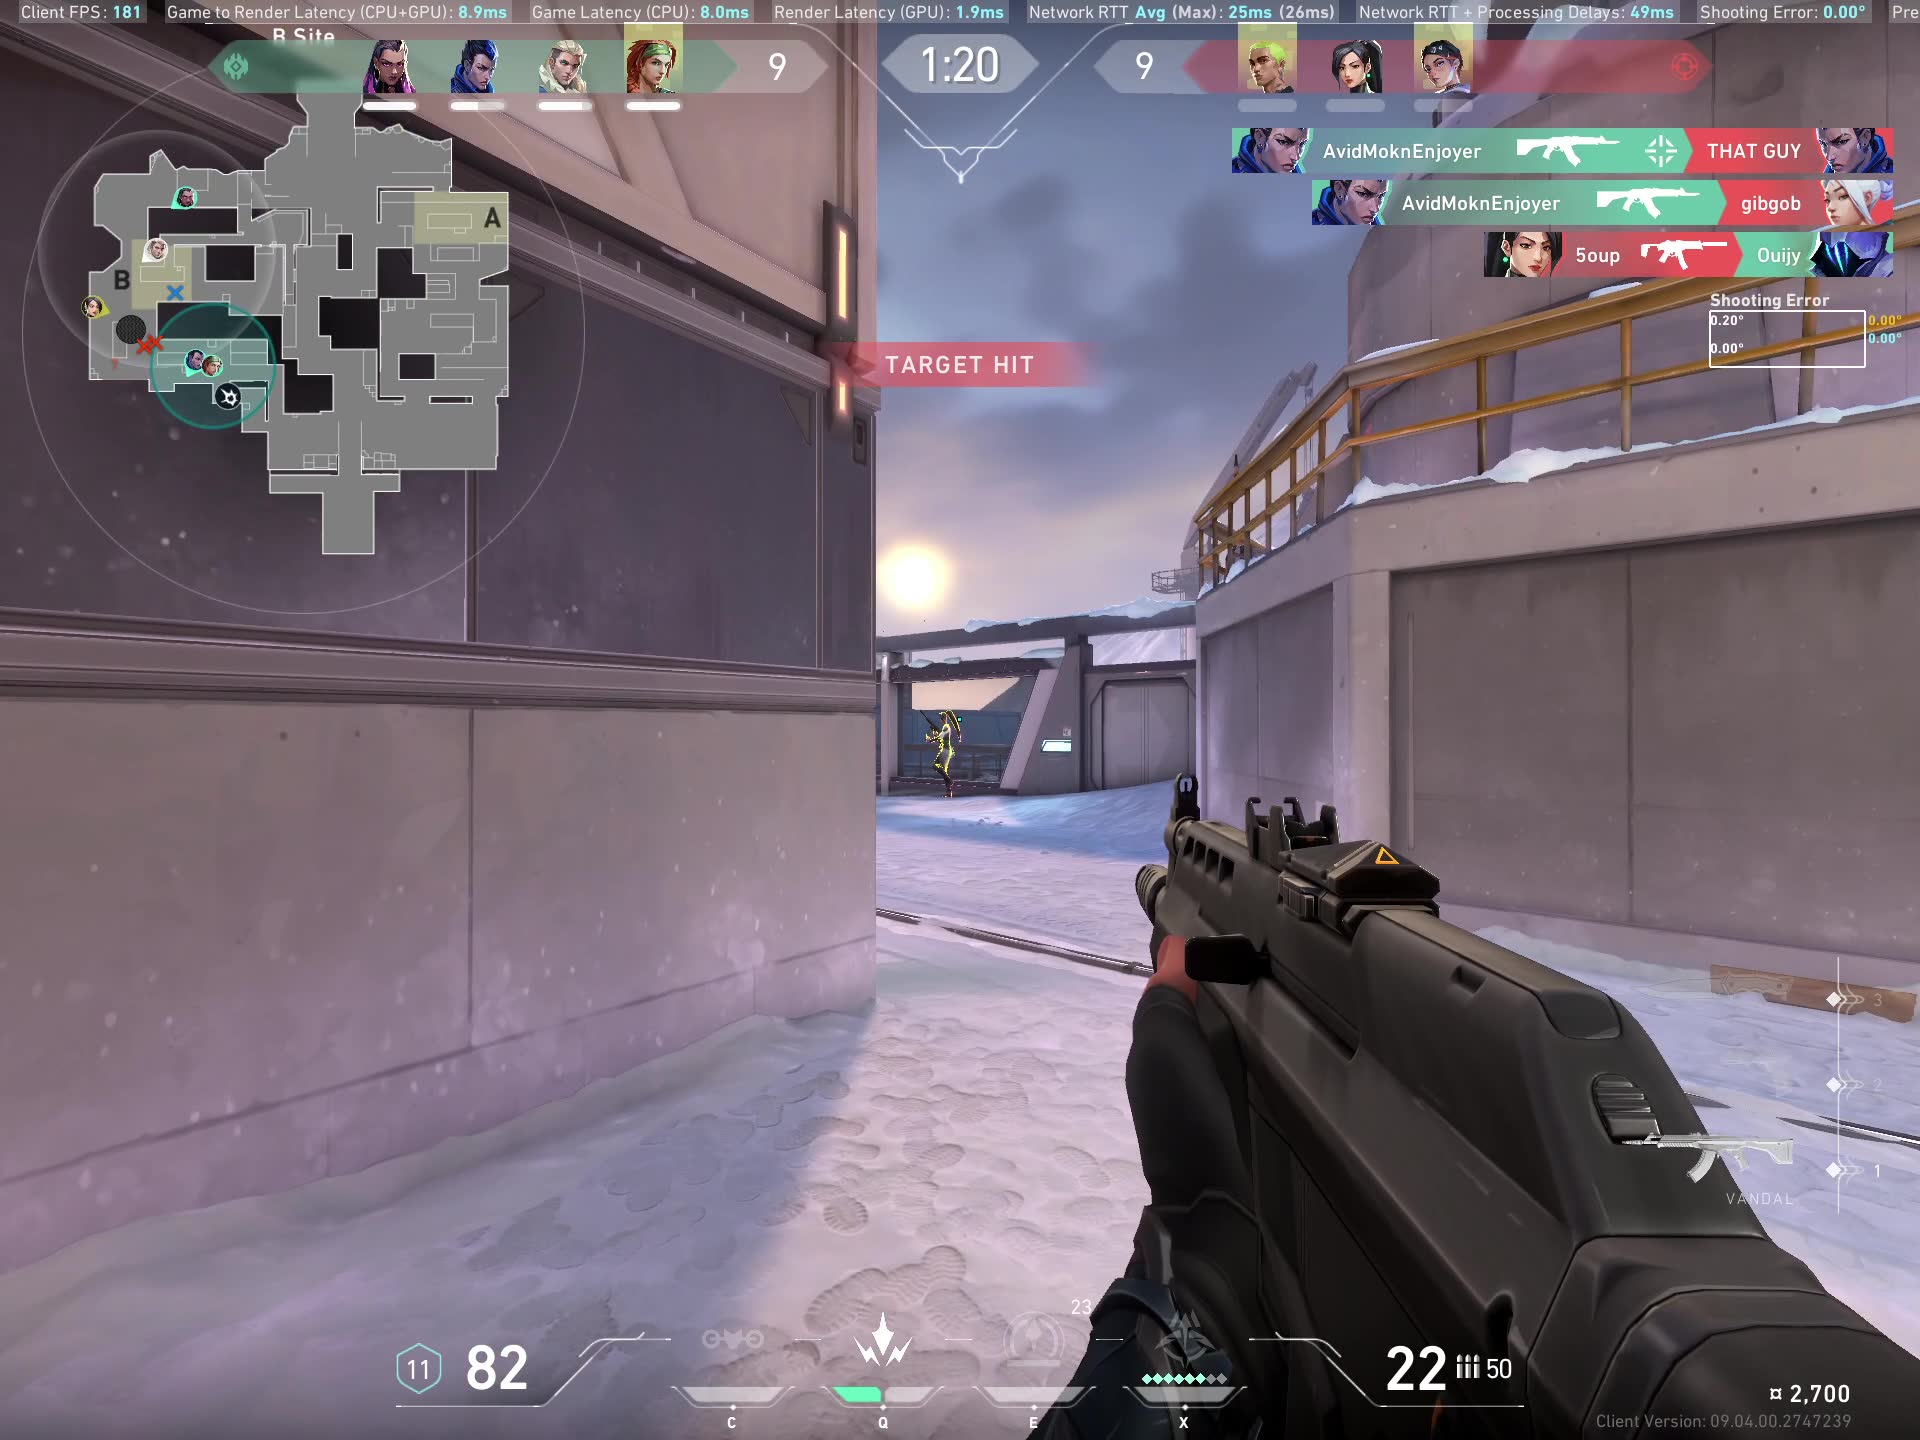 Client FPS: 181 Game to Render Latency (CPU+GPU): 8.9ms Game Latency (CPU): 8.0ms Render Latency (GPU): 1.9ms Network RTT Avg (Max): 25ms (26ms) Network RTT + Processing Delays: 49ms Shooting Error: 0.00° Pre
B Site
9 1:20 9
AvidMoknEnjoyer THAT GUY
AvidMoknEnjoyer gibgob
5oup Ouijy
A
B
?
Shooting Error
0.20° 0.00°
0.00° 0.00°
TARGET HIT
3
2
1
VANDAL
23
11 82
22 50
C Q E X
¤ 2,700
Client Version: 09.04.00.2747239